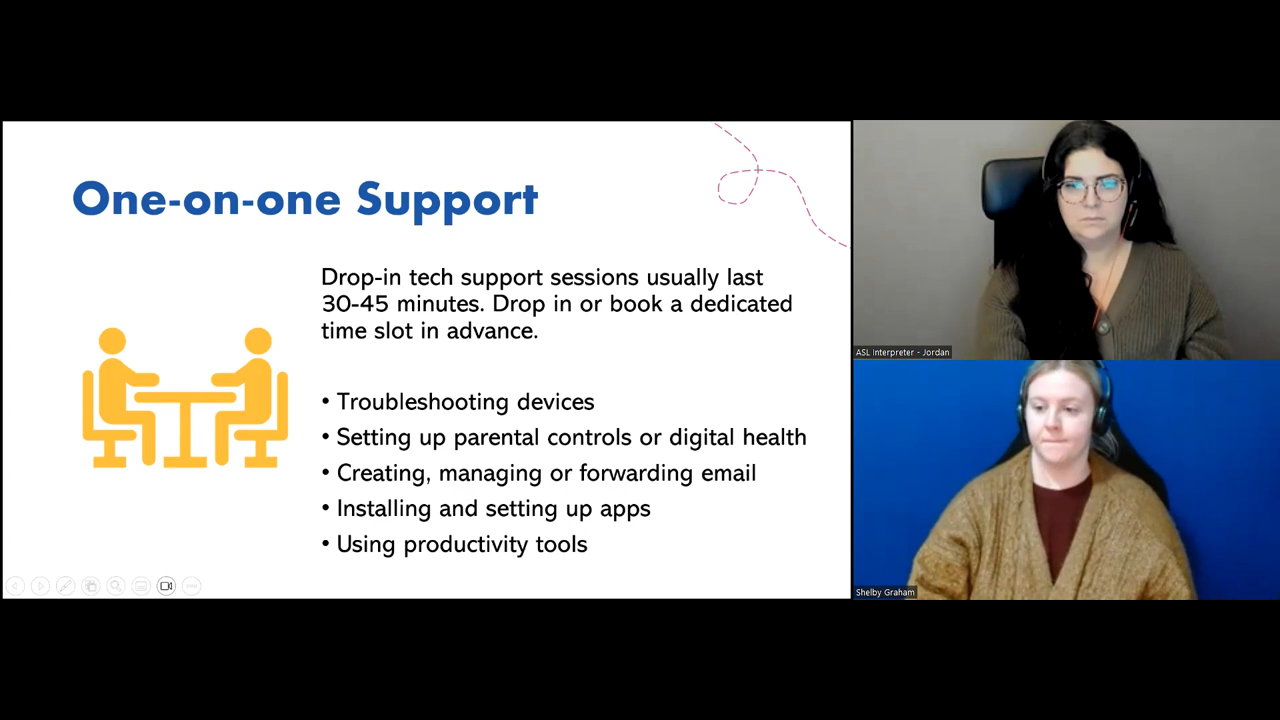 One-on-one Support
Drop-in tech support sessions usually last
30-45 minutes. Drop in or book a dedicated
time slot in advance.
• Troubleshooting devices
• Setting up parental controls or digital health
• Creating, managing or forwarding email
• Installing and setting up apps
• Using productivity tools
ASL Interpreter - Jordan
Shelby Graham